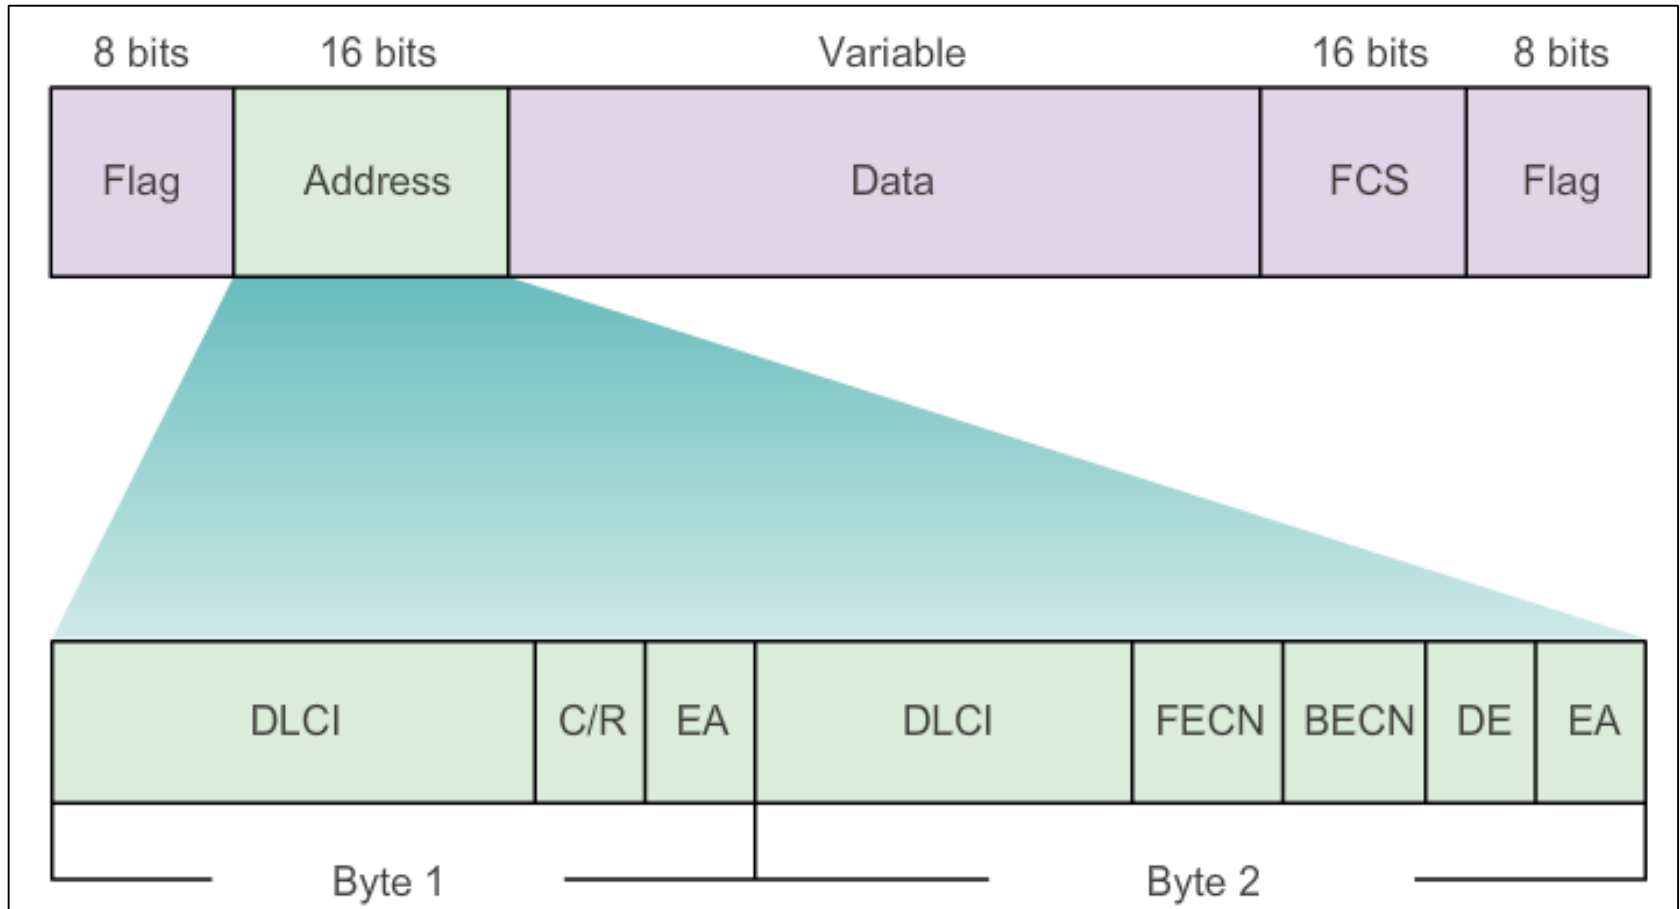 8 bits 16 bits Variable 16 bits 8 bits
Flag Address Data FCS Flag
DLCI C/R EA DLCI FECN BECN DE EA
Byte 1 Byte 2